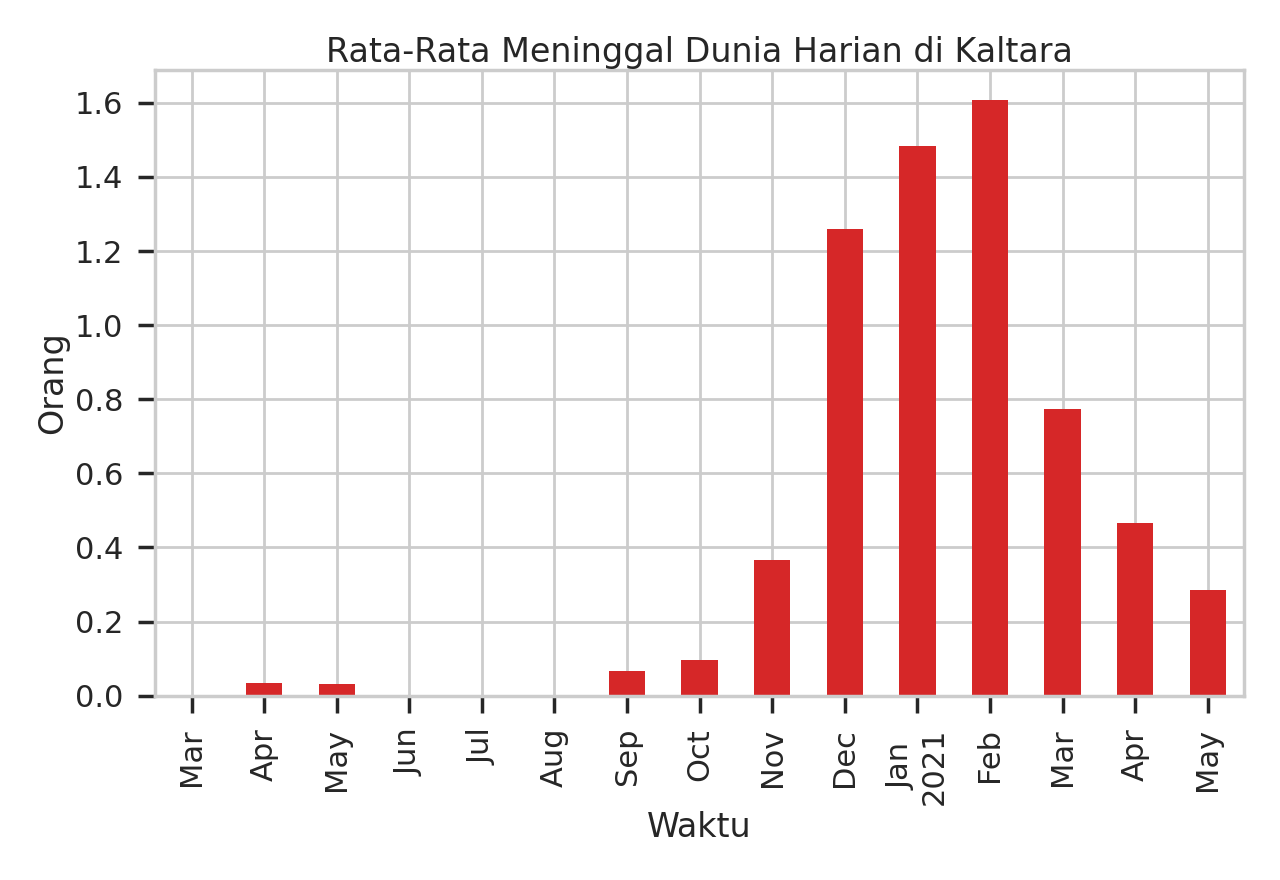 Rata-Rata Meninggal Dunia Harian di Kaltara
1.6
1.4
1.2
1.0
0.8
0.6
0.4
0.2
0.0
Orang
Mar
Apr
May
Jun
Jul
Aug
Sep
Oct
Nov
Dec
Jan
2021
Feb
Mar
Apr
May
Waktu